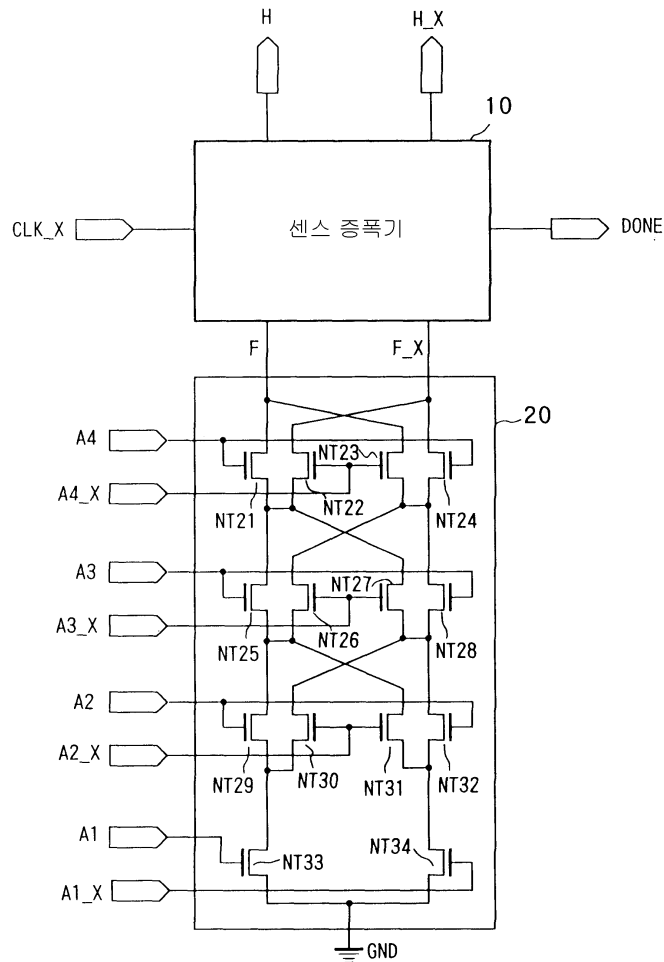 H H_X
10
CLK_X 센스 증폭기 DONE
F F_X
20
A4
NT23
A4_X
NT21 NT22 NT24
A3
NT27
A3_X
NT25 NT26 NT28
A2
A2_X
NT29 NT30 NT31 NT32
A1
NT33 NT34
A1_X
GND